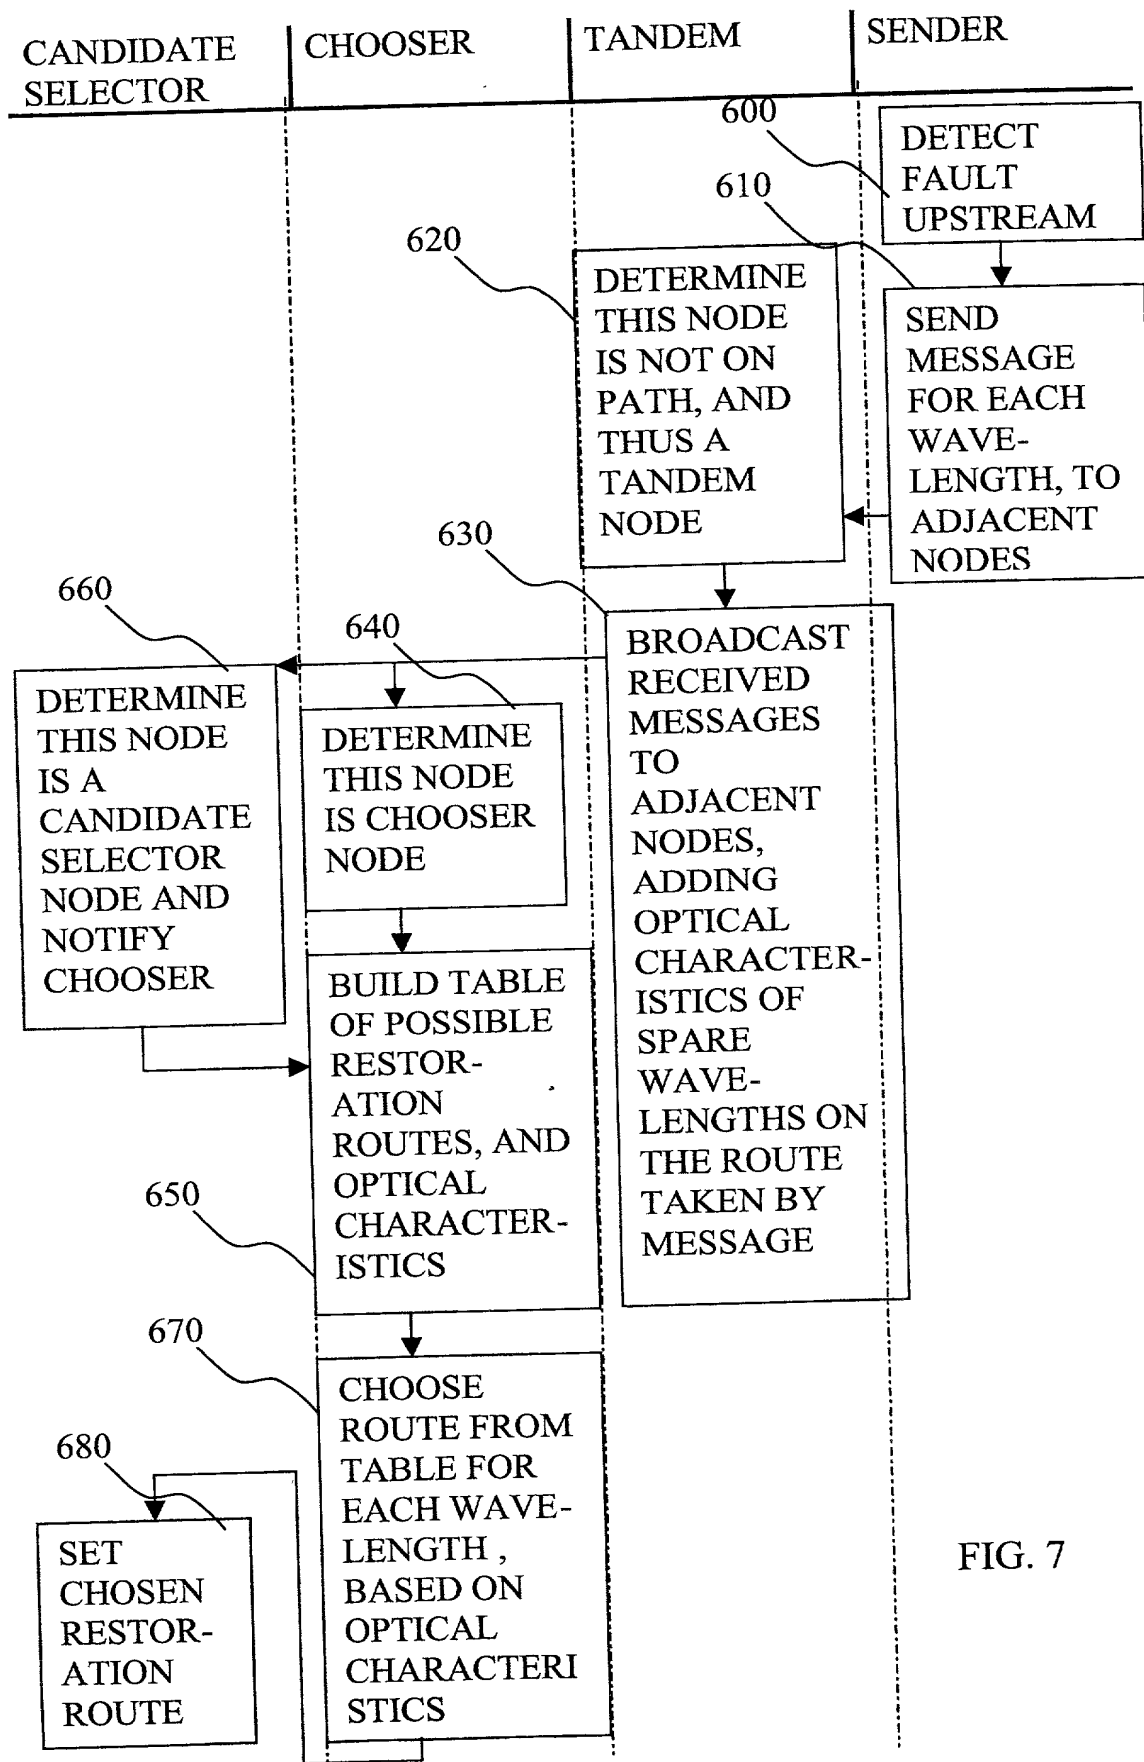 CANDIDATE
SELECTOR
CHOOSER
TANDEM
SENDER
600
DETECT
FAULT
UPSTREAM
610
SEND
MESSAGE
FOR EACH
WAVE-
LENGTH, TO
ADJACENT
NODES
620
DETERMINE
THIS NODE
IS NOT ON
PATH, AND
THUS A
TANDEM
NODE
630
BROADCAST
RECEIVED
MESSAGES
TO
ADJACENT
NODES,
ADDING
OPTICAL
CHARACTER-
ISTICS OF
SPARE
WAVE-
LENGTHS ON
THE ROUTE
TAKEN BY
MESSAGE
640
DETERMINE
THIS NODE
IS CHOOSER
NODE
660
DETERMINE
THIS NODE
IS A
CANDIDATE
SELECTOR
NODE AND
NOTIFY
CHOOSER
650
BUILD TABLE
OF POSSIBLE
RESTOR-
ATION
ROUTES, AND
OPTICAL
CHARACTER-
ISTICS
670
CHOOSE
ROUTE FROM
TABLE FOR
EACH WAVE-
LENGTH ,
BASED ON
OPTICAL
CHARACTERI
STICS
680
SET
CHOSEN
RESTOR-
ATION
ROUTE
FIG. 7